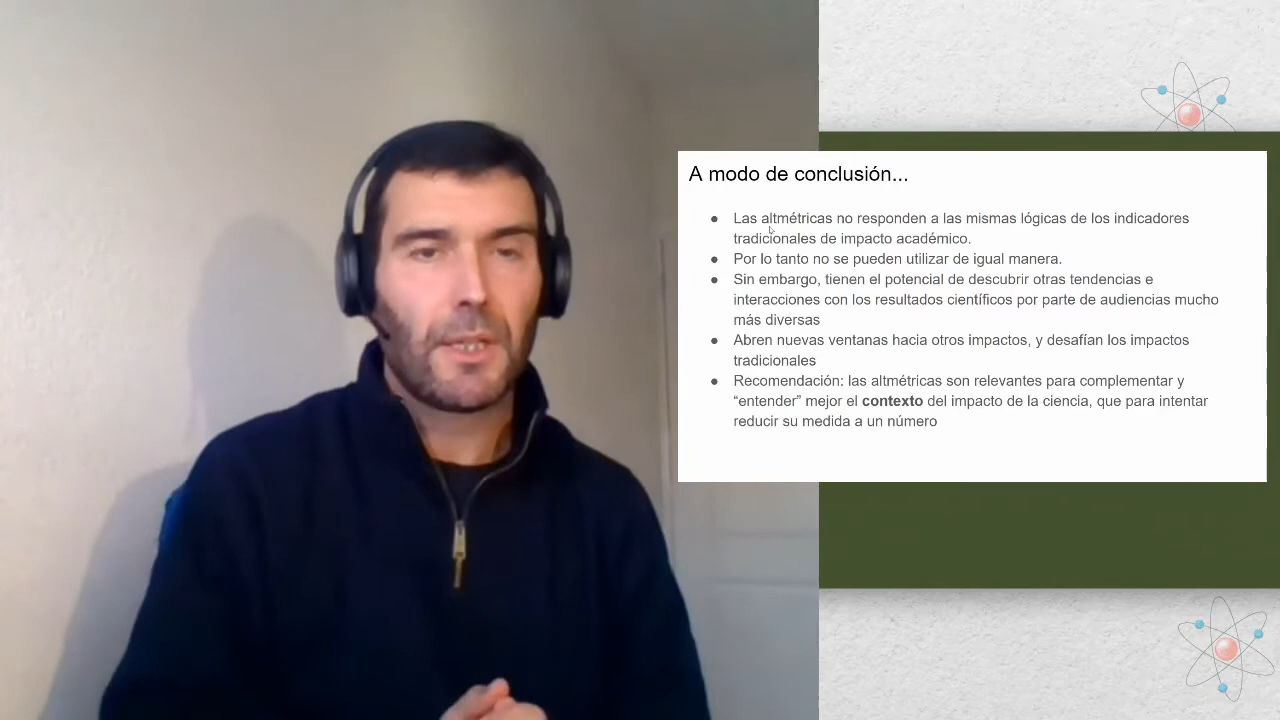 A modo de conclusión...
● Las altmétricas no responden a las mismas lógicas de los indicadores
tradicionales de impacto académico.
● Por lo tanto no se pueden utilizar de igual manera.
● Sin embargo, tienen el potencial de descubrir otras tendencias e
interacciones con los resultados científicos por parte de audiencias mucho
más diversas
● Abren nuevas ventanas hacia otros impactos, y desafían los impactos
tradicionales
● Recomendación: las altmétricas son relevantes para complementar y
“entender” mejor el contexto del impacto de la ciencia, que para intentar
reducir su medida a un número